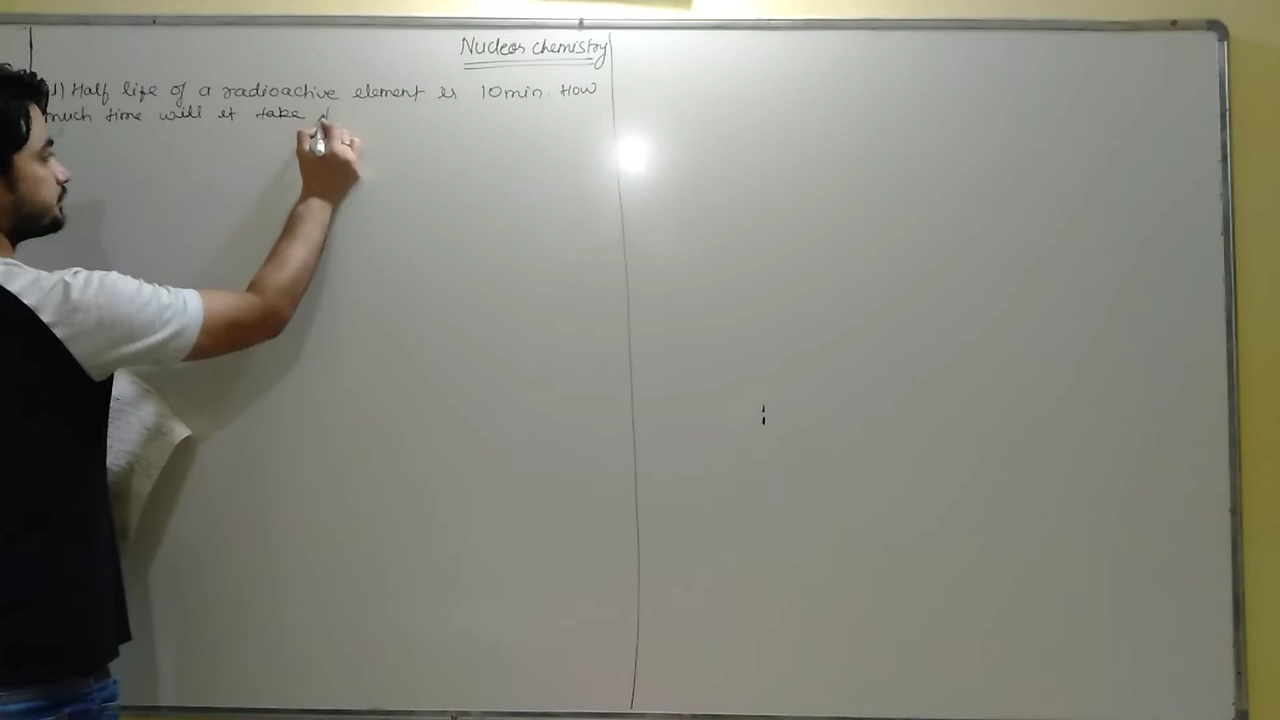 Nuclear chemistry
1) Half life of a radioactive element is 10min. How
much time will it take